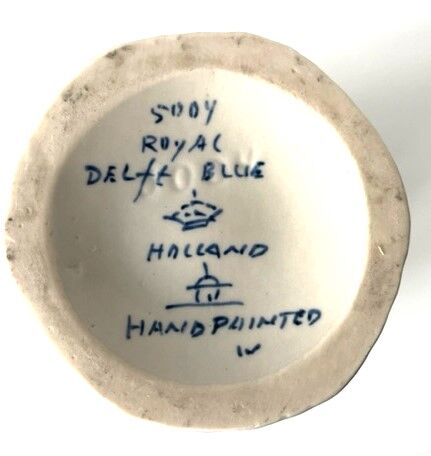 5004
ROyAL
DELft BLUE
HOLLAND
HANDPAINTED